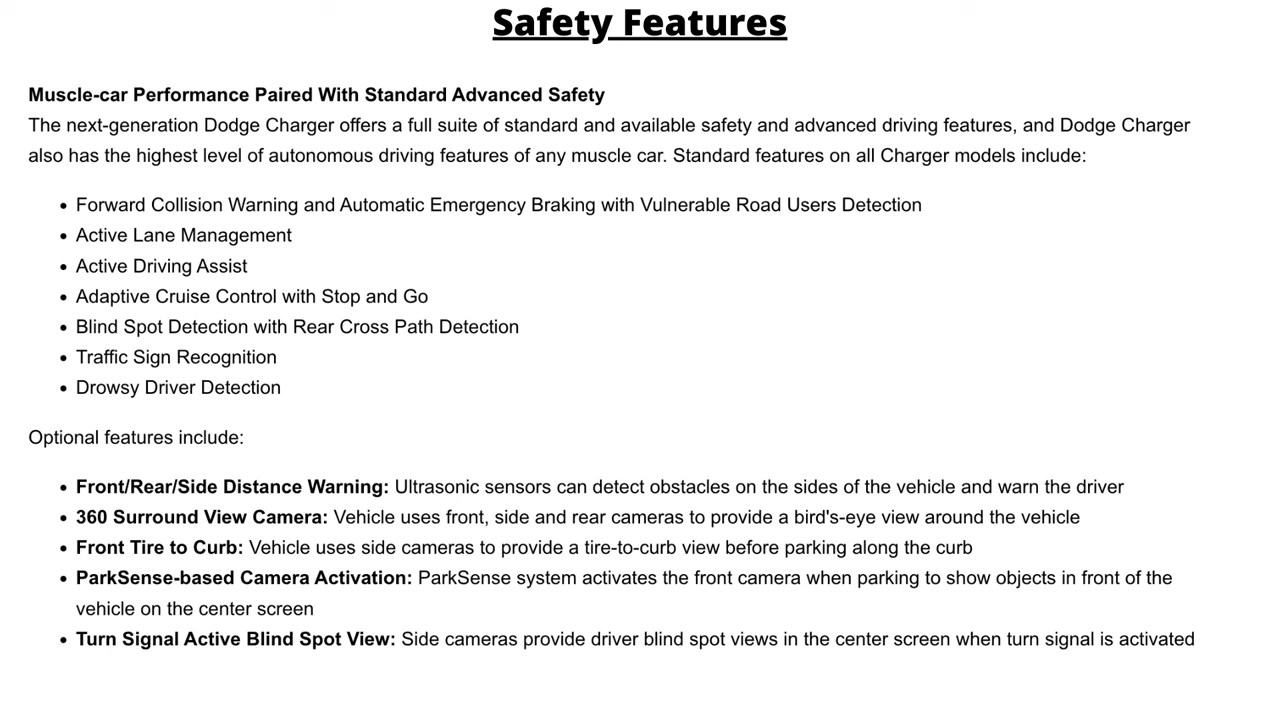 Safety Features
Muscle-car Performance Paired With Standard Advanced Safety
The next-generation Dodge Charger offers a full suite of standard and available safety and advanced driving features, and Dodge Charger
also has the highest level of autonomous driving features of any muscle car. Standard features on all Charger models include:
• Forward Collision Warning and Automatic Emergency Braking with Vulnerable Road Users Detection
• Active Lane Management
• Active Driving Assist
• Adaptive Cruise Control with Stop and Go
• Blind Spot Detection with Rear Cross Path Detection
• Traffic Sign Recognition
• Drowsy Driver Detection
Optional features include:
• Front/Rear/Side Distance Warning: Ultrasonic sensors can detect obstacles on the sides of the vehicle and warn the driver
• 360 Surround View Camera: Vehicle uses front, side and rear cameras to provide a bird's-eye view around the vehicle
• Front Tire to Curb: Vehicle uses side cameras to provide a tire-to-curb view before parking along the curb
• ParkSense-based Camera Activation: ParkSense system activates the front camera when parking to show objects in front of the
vehicle on the center screen
• Turn Signal Active Blind Spot View: Side cameras provide driver blind spot views in the center screen when turn signal is activated